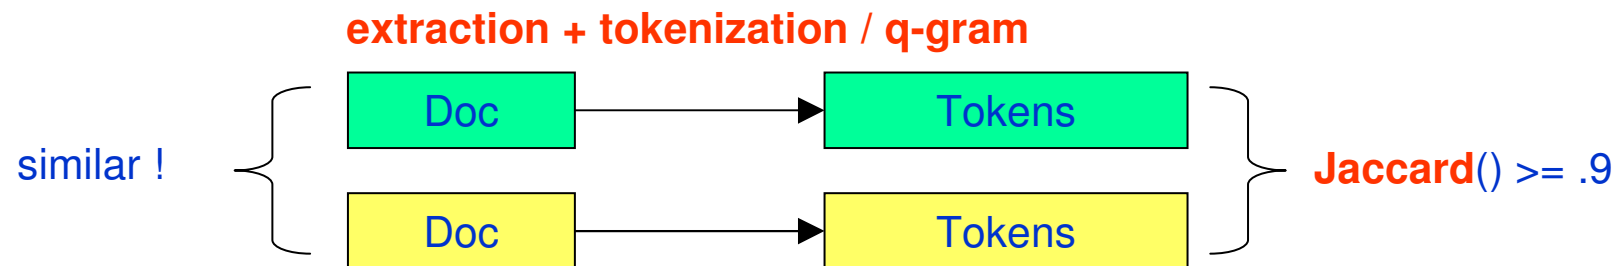 extraction + tokenization / q-gram
Doc
Tokens
similar !
Jaccard() >= .9
Doc
Tokens